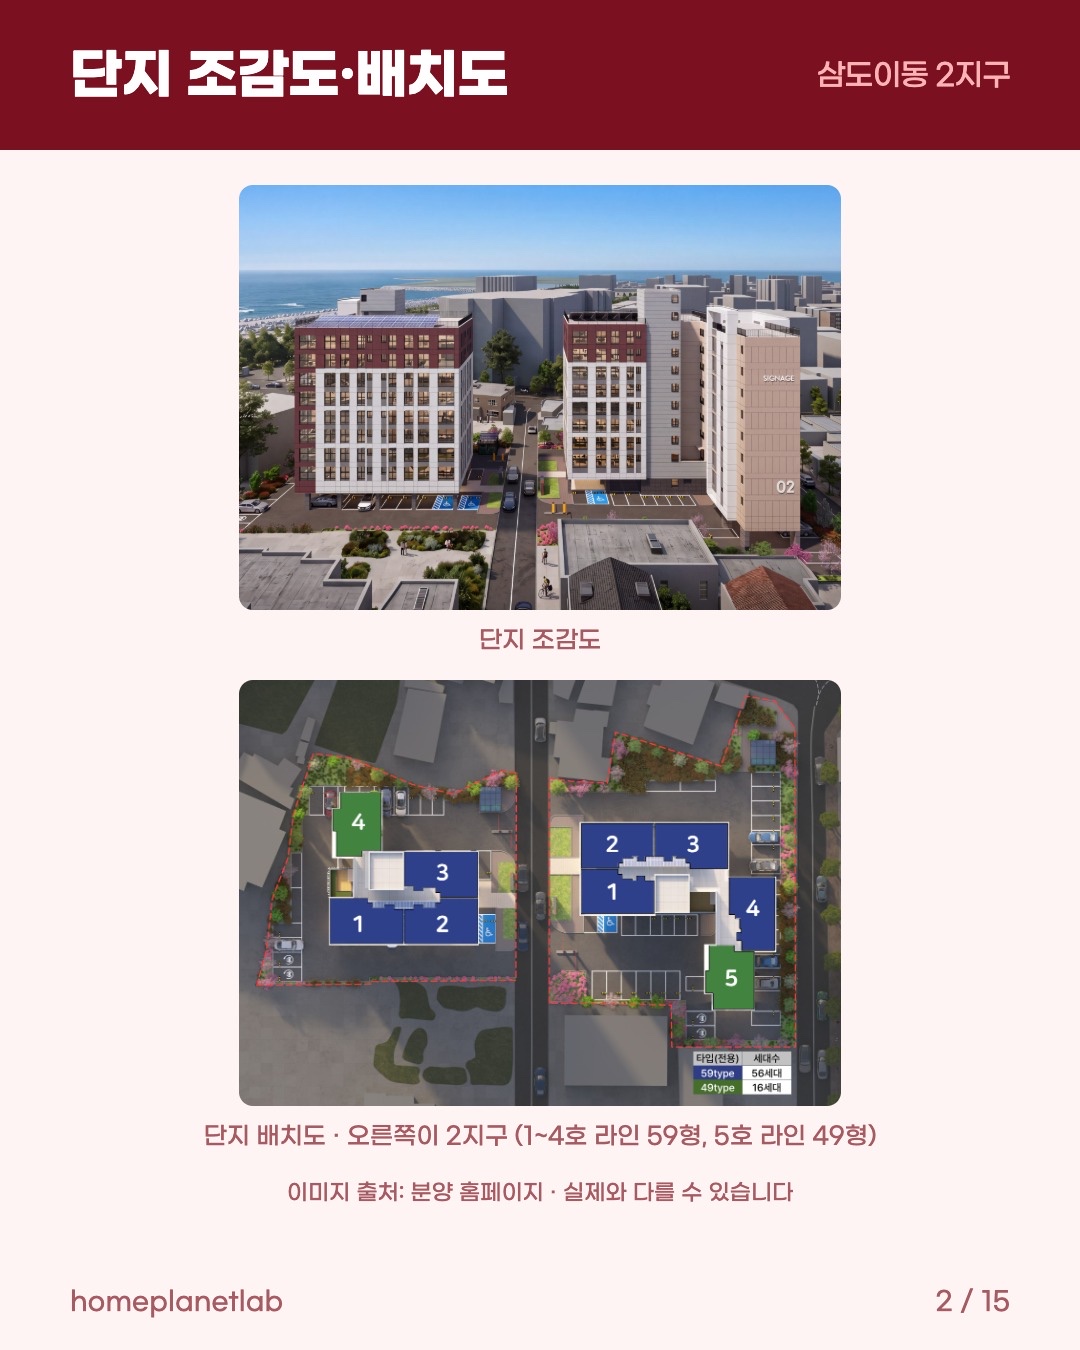 단지 조감도·배치도
삼도이동 2지구
SIGNAGE
02
단지 조감도
4
3
1
2
2
3
1
4
5
타입(전용) 세대수
59type 56세대
49type 16세대
단지 배치도 · 오른쪽이 2지구 (1~4호 라인 59형, 5호 라인 49형)
이미지 출처: 분양 홈페이지 · 실제와 다를 수 있습니다
homeplanetlab
2 / 15